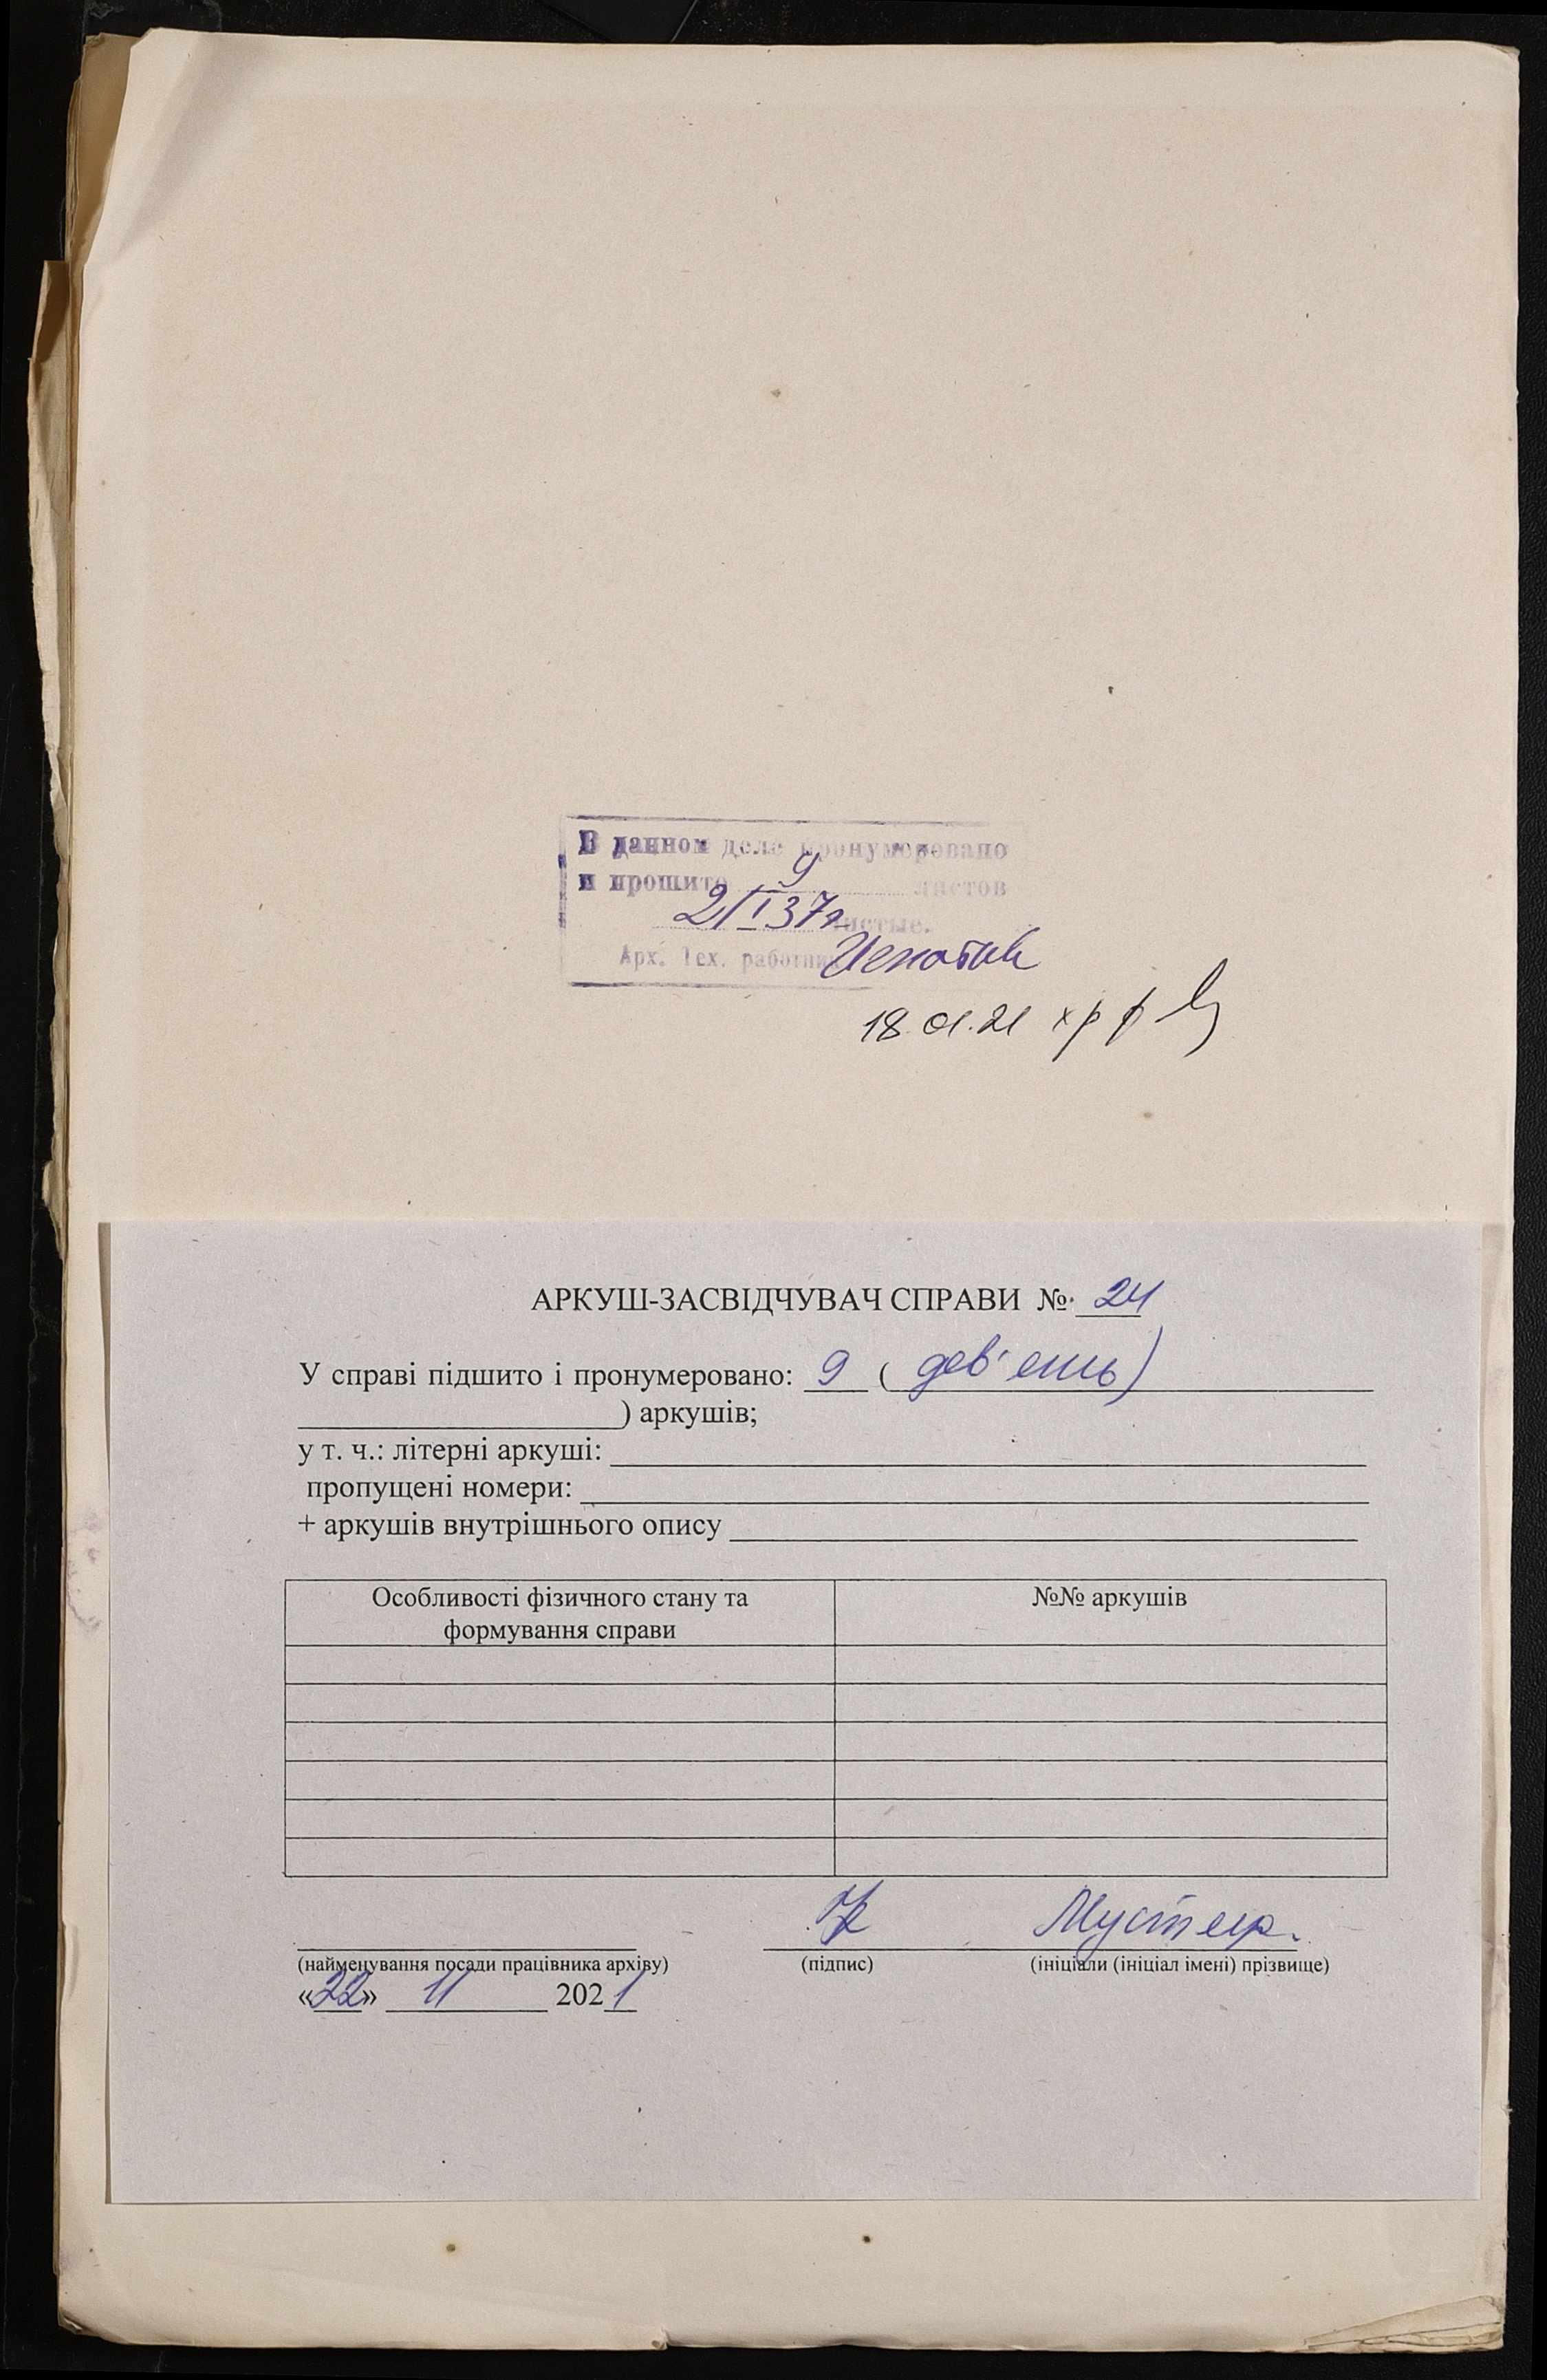 В данном деле пронумеровано
и прошито 9 листов
2/I 37г. чистые.
Арх. Тех. работник
18.01.21 хрф
АРКУШ-ЗАСВІДЧУВАЧ СПРАВИ № 24
У справі підшито і пронумеровано: 9 ( дев'ять)
) аркушів;
у т. ч.: літерні аркуші:
пропущені номери:
+ аркушів внутрішнього опису
Особливості фізичного стану та
формування справи
№№ аркушів
(найменування посади працівника архіву) (підпис) (ініціали (ініціал імені) прізвище)
«22» 11 2021